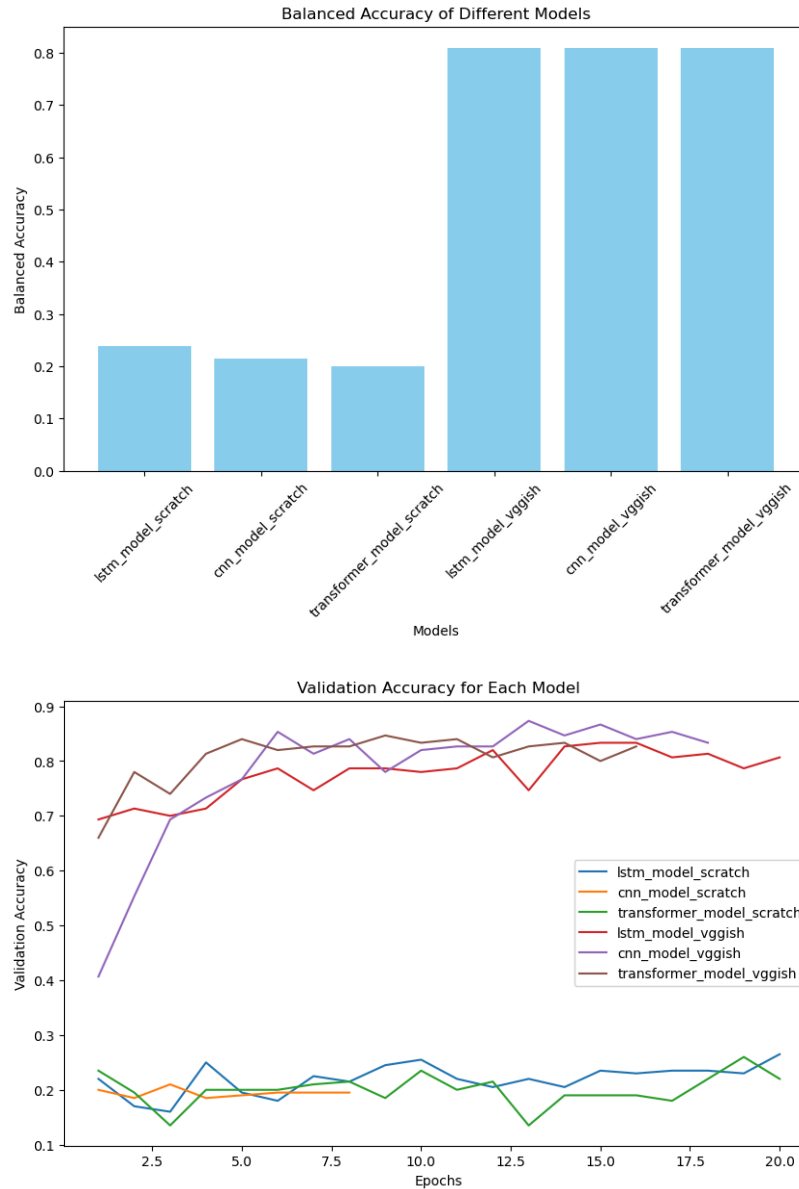 Balanced Accuracy of Different Models
0.8
0.7
0.6
0.5
0.4
0.3
0.2
0.1
0.0
Balanced Accuracy
lstm_model_scratch
cnn_model_scratch
transformer_model_scratch
lstm_model_vggish
cnn_model_vggish
transformer_model_vggish
Models
Validation Accuracy for Each Model
0.9
0.8
0.7
0.6
0.5
0.4
0.3
0.2
0.1
Validation Accuracy
lstm_model_scratch
cnn_model_scratch
transformer_model_scratch
lstm_model_vggish
cnn_model_vggish
transformer_model_vggish
2.5 5.0 7.5 10.0 12.5 15.0 17.5 20.0
Epochs